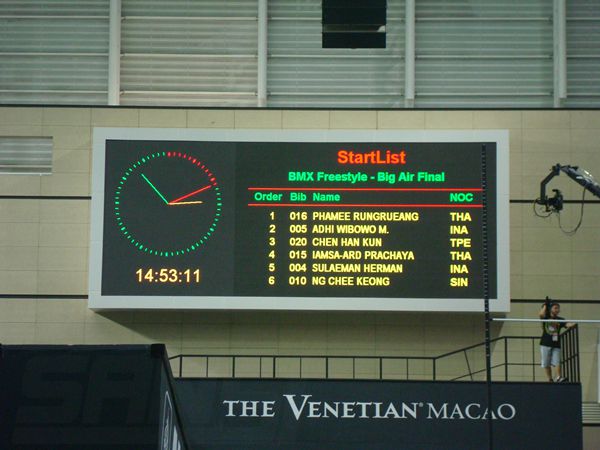 StartList
BMX Freestyle - Big Air Final
Order Bib Name NOC
1 016 PHAMEE RUNGRUEANG THA
2 005 ADHI WIBOWO M. INA
3 020 CHEN HAN KUN TPE
4 015 IAMSA-ARD PRACHAYA THA
5 004 SULAEMAN HERMAN INA
6 010 NG CHEE KEONG SIN
14:53:11
THE VENETIAN® MACAO